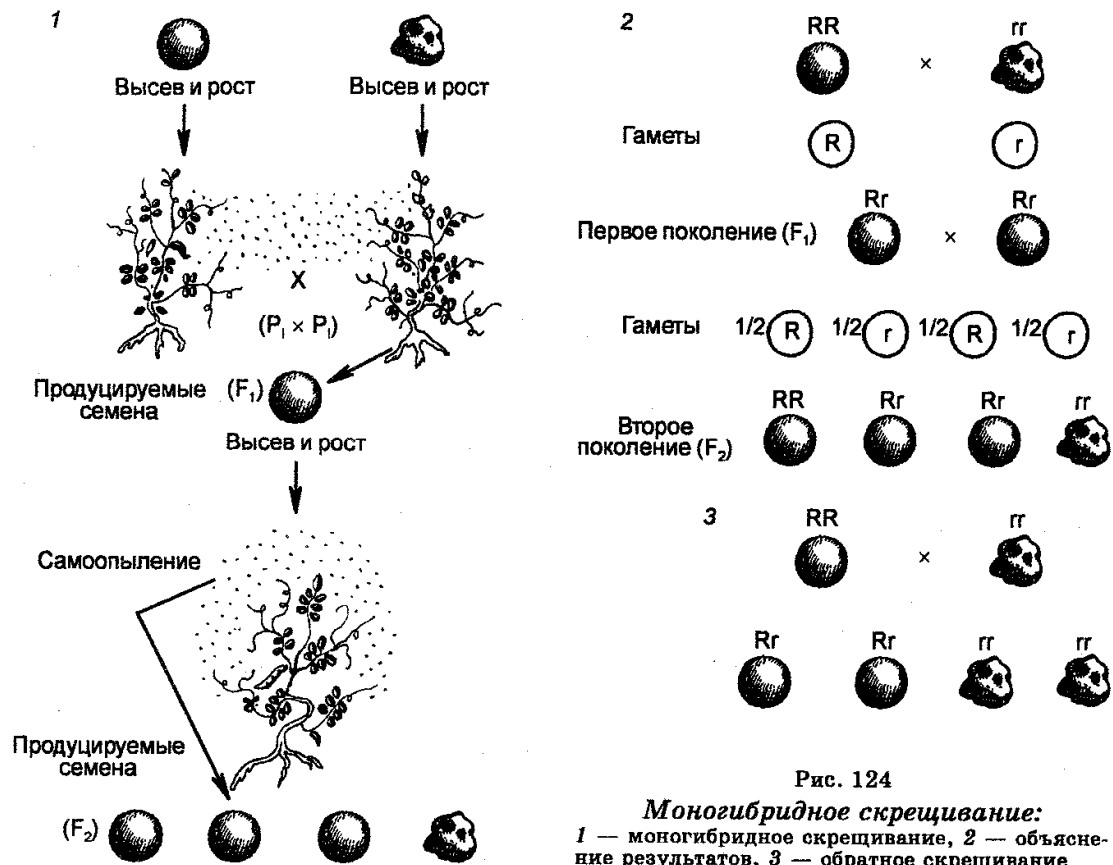 1
Высев и рост Высев и рост
X
(P₁ × P₁)
Продуцируемые (F₁)
семена
Высев и рост
Самоопыление
Продуцируемые
семена
(F₂)
2
RR rr
×
Гаметы R r
Rr Rr
Первое поколение (F₁) ×
Гаметы 1/2 R 1/2 r 1/2 R 1/2 r
RR Rr Rr rr
Второе
поколение (F₂)
3
RR rr
×
Rr Rr rr rr
Рис. 124
Моногибридное скрещивание:
1 — моногибридное скрещивание, 2 — объясне-
ние результатов, 3 — обратное скрещивание